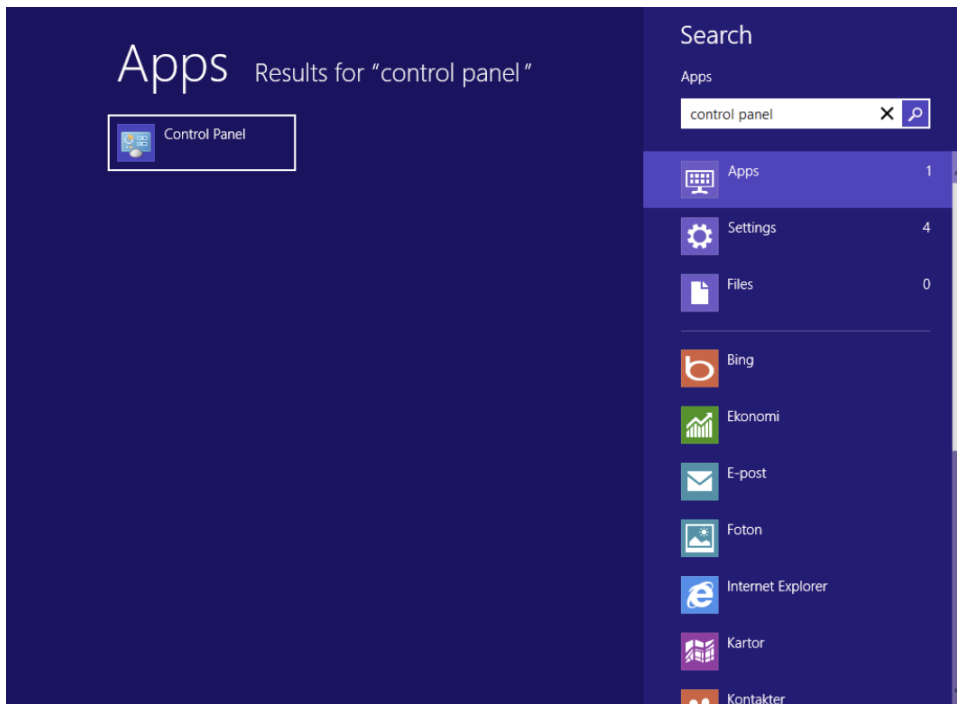 Apps Results for “control panel”
Control Panel
Search
Apps
control panel
Apps 1
Settings 4
Files 0
Bing
Ekonomi
E-post
Foton
Internet Explorer
Kartor
Kontakter